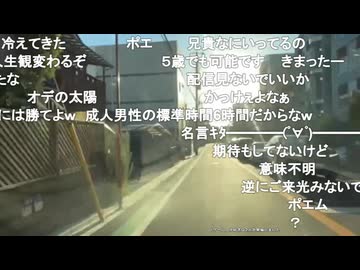 冷えてきた ポエ 兄貴なにいってるの
人生観変わるぞ 5歳でも可能です きまったー
たな 配信見ないでいいか
オデの太陽 かっけぇよなぁ
には勝てよw 成人男性の標準時間6時間だからなw
名言ｷﾀ━━━━(ﾟ∀ﾟ)━━━━
期待もしてないけど
意味不明
逆にご来光みないで
ポエム
?